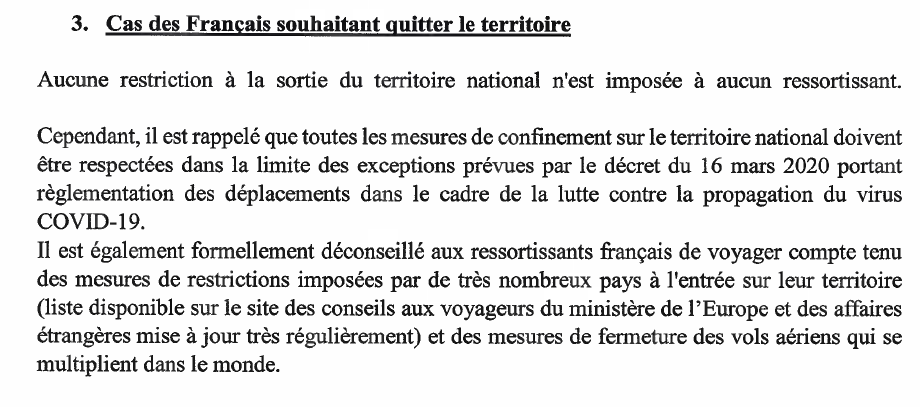 3. Cas des Français souhaitant quitter le territoire
Aucune restriction à la sortie du territoire national n'est imposée à aucun ressortissant.
Cependant, il est rappelé que toutes les mesures de confinement sur le territoire national doivent
être respectées dans la limite des exceptions prévues par le décret du 16 mars 2020 portant
règlementation des déplacements dans le cadre de la lutte contre la propagation du virus
COVID-19.
Il est également formellement déconseillé aux ressortissants français de voyager compte tenu
des mesures de restrictions imposées par de très nombreux pays à l'entrée sur leur territoire
(liste disponible sur le site des conseils aux voyageurs du ministère de l’Europe et des affaires
étrangères mise à jour très régulièrement) et des mesures de fermeture des vols aériens qui se
multiplient dans le monde.